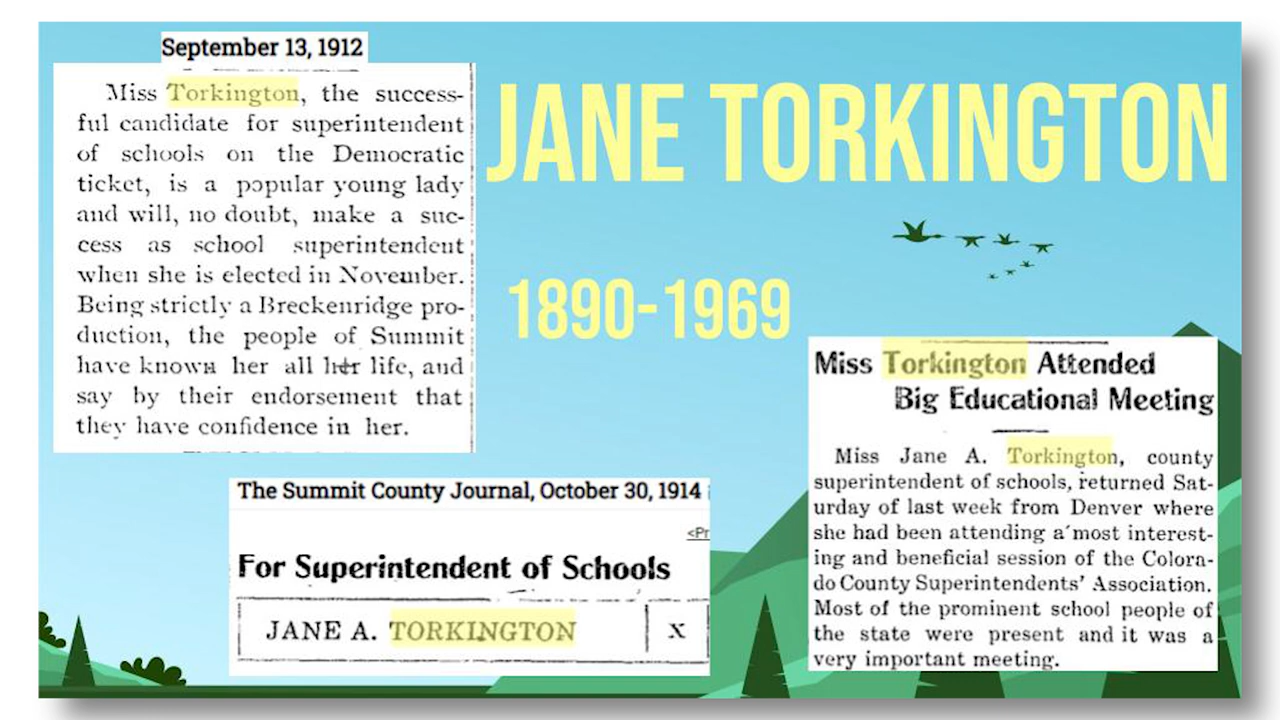 September 13, 1912
Miss Torkington, the success-
ful candidate for superintendent
of schools on the Democratic
ticket, is a popular young lady
and will, no doubt, make a suc-
cess as school superintendent
when she is elected in November.
Being strictly a Breckenridge pro-
duction, the people of Summit
have known her all her life, and
say by their endorsement that
they have confidence in her.
JANE TORKINGTON
1890-1969
The Summit County Journal, October 30, 1914
<Pr
For Superintendent of Schools
JANE A. TORKINGTON X
Miss Torkington Attended
Big Educational Meeting
Miss Jane A. Torkington, county
superintendent of schools, returned Sat-
urday of last week from Denver where
she had been attending a most interest-
ing and beneficial session of the Colora-
do County Superintendents' Association.
Most of the prominent school people of
the state were present and it was a
very important meeting.